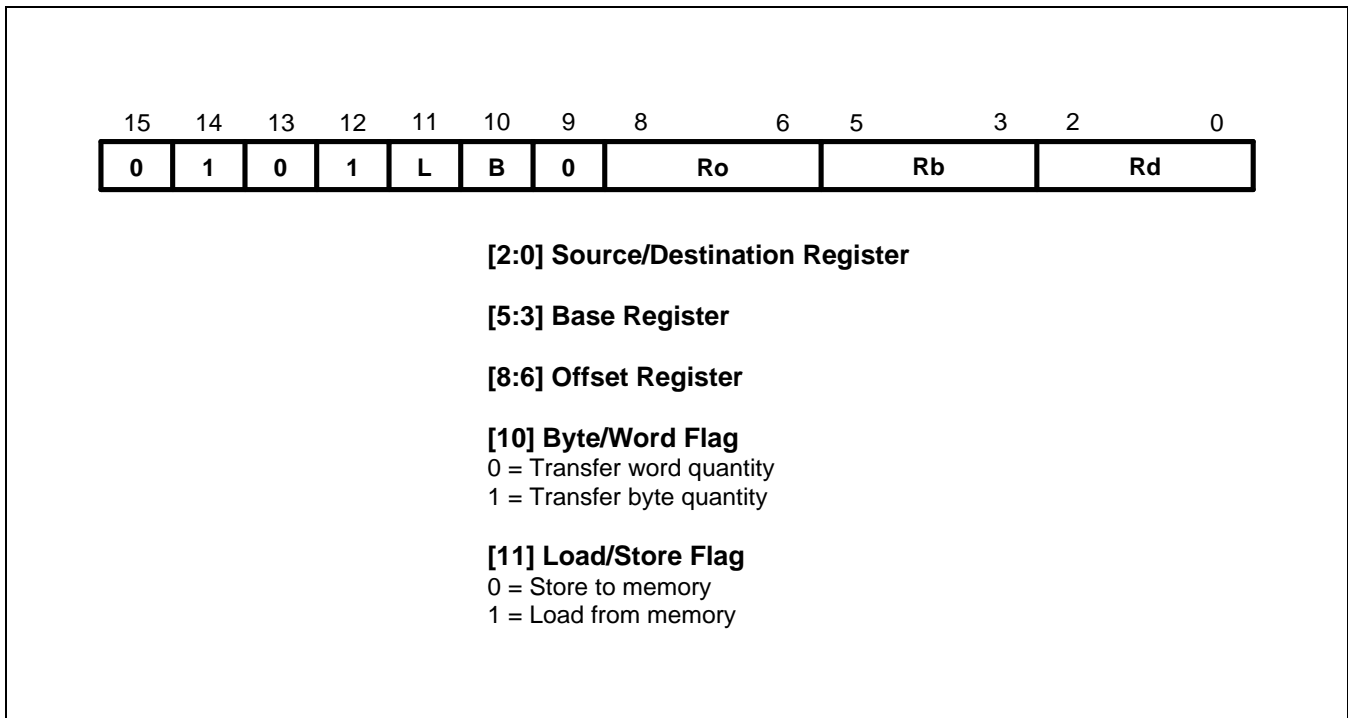 15 14 13 12 11 10 9 8 6 5 3 2 0
0 1 0 1 L B 0 Ro Rb Rd
[2:0] Source/Destination Register
[5:3] Base Register
[8:6] Offset Register
[10] Byte/Word Flag
0 = Transfer word quantity
1 = Transfer byte quantity
[11] Load/Store Flag
0 = Store to memory
1 = Load from memory